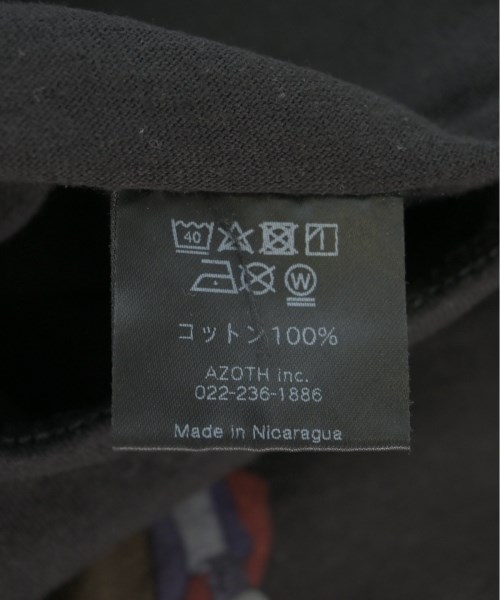 40
W
コットン100%
AZOTH inc.
022-236-1886
Made in Nicaragua